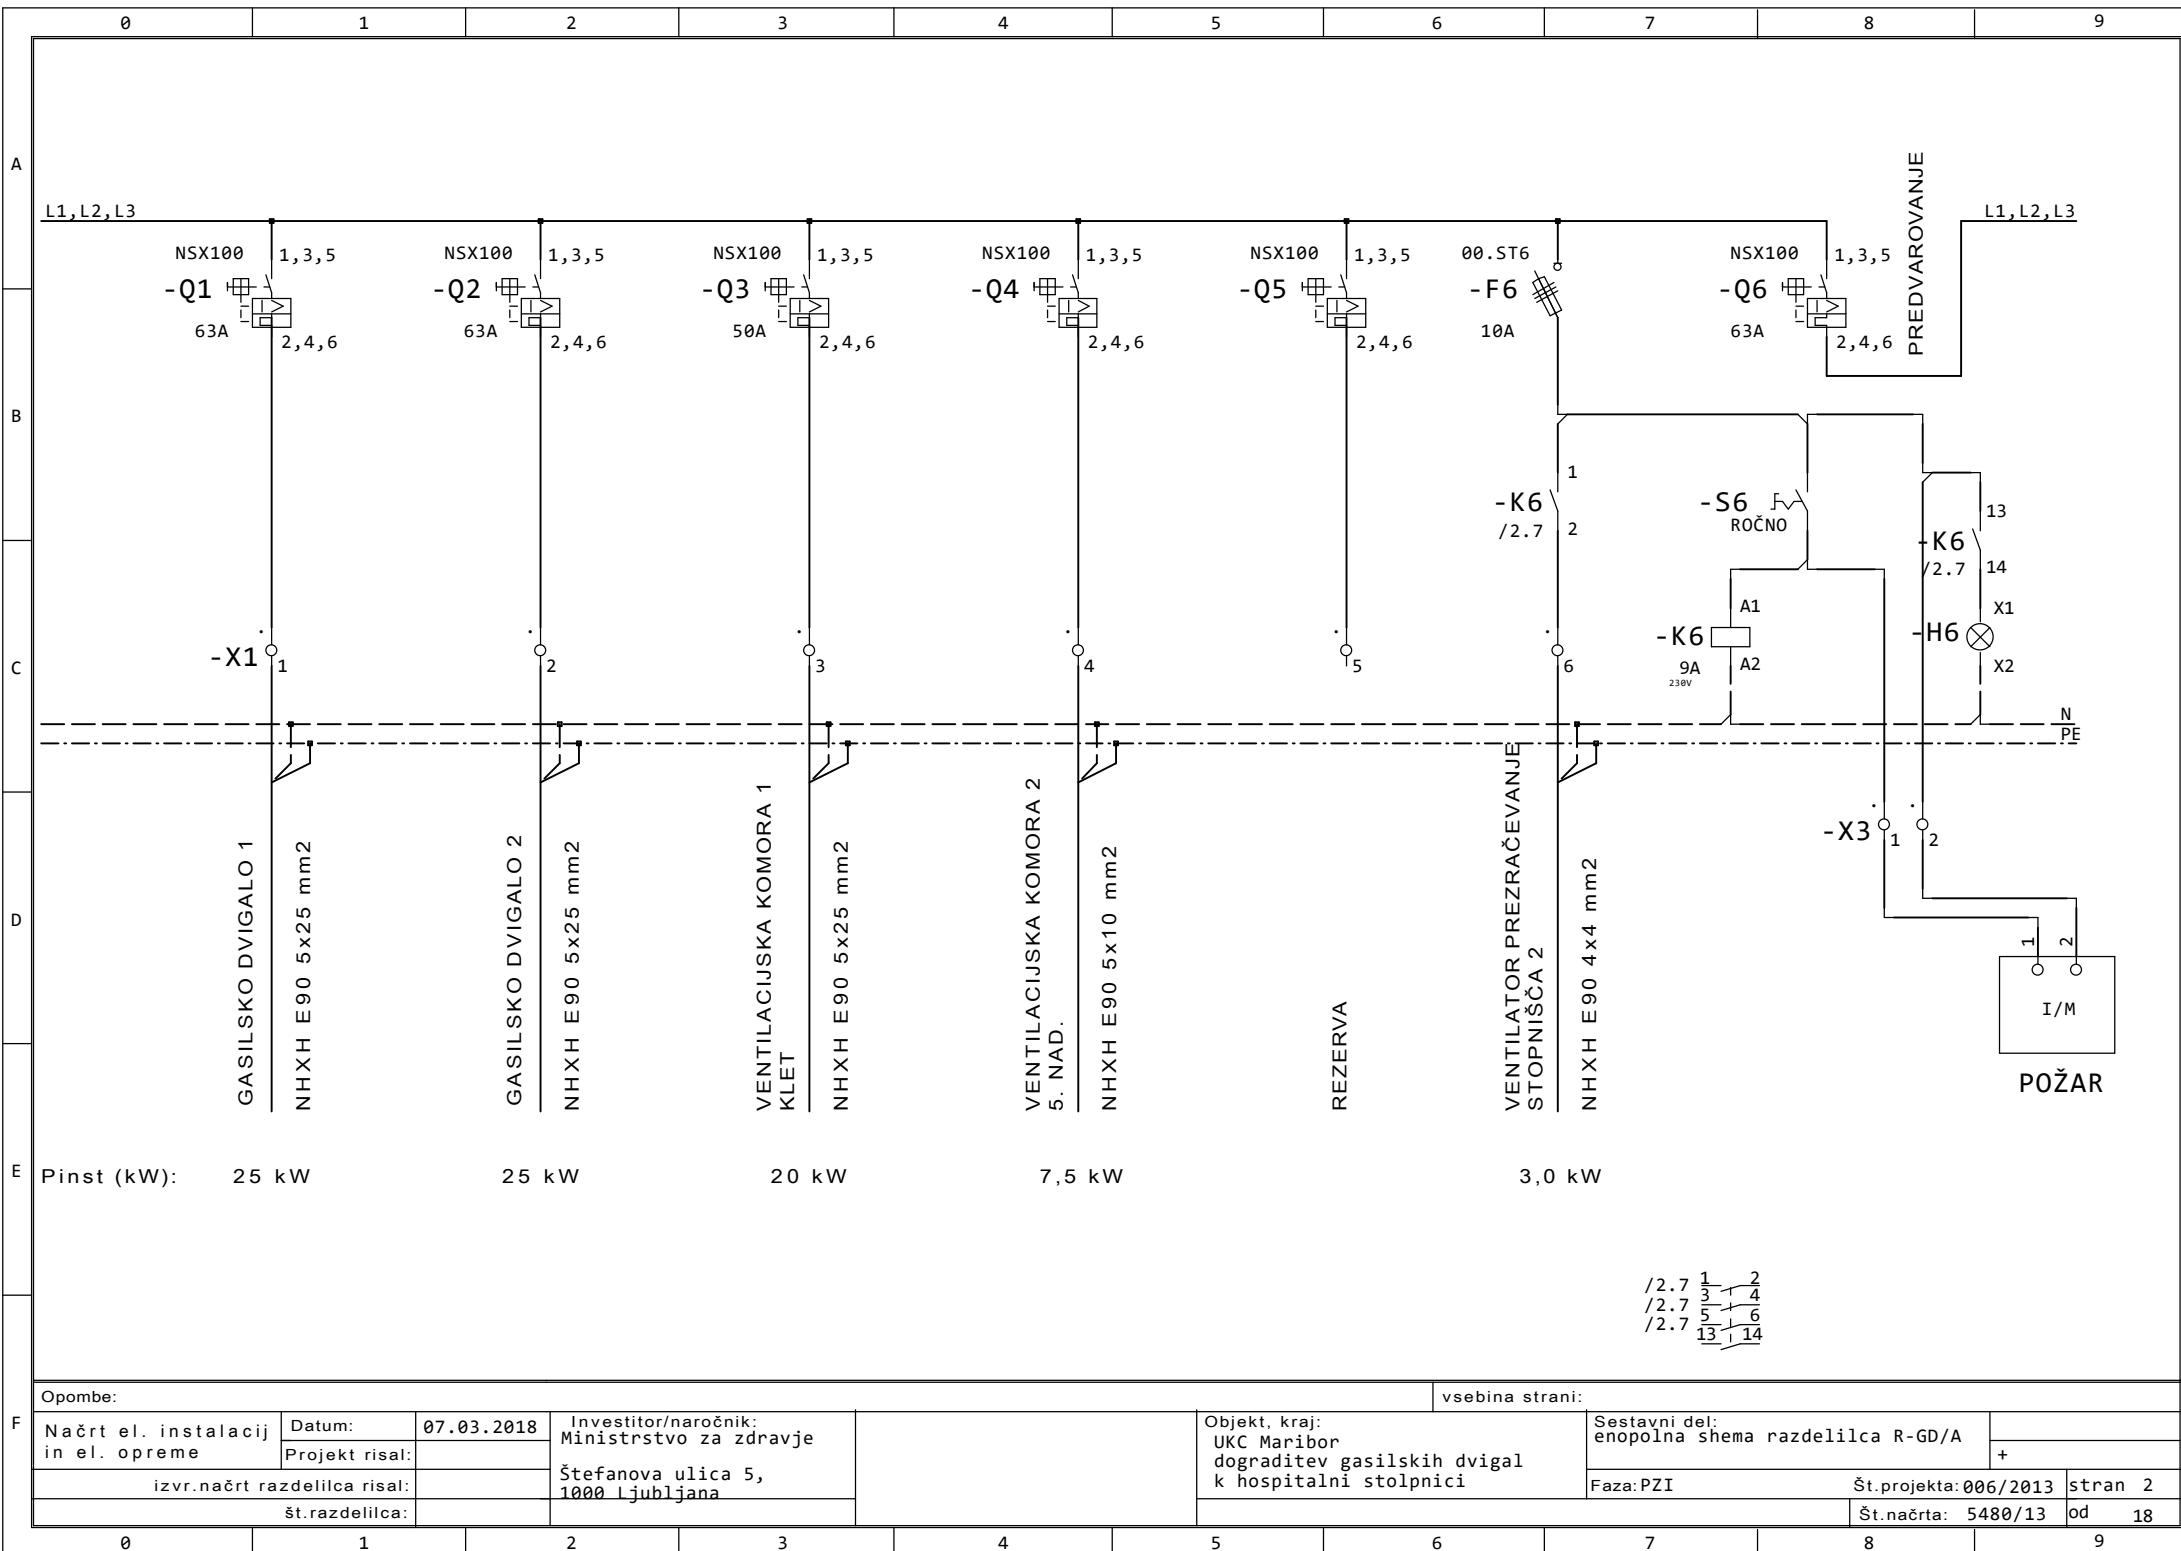 0 1 2 3 4 5 6 7 8 9
A
B
C
D
E
F
L1,L2,L3
L1,L2,L3
PREDVAROVANJE
NSX100 1,3,5
-Q1
63A
2,4,6
NSX100 1,3,5
-Q2
63A
2,4,6
NSX100 1,3,5
-Q3
50A
2,4,6
NSX100 1,3,5
-Q4
2,4,6
NSX100 1,3,5
-Q5
2,4,6
00.ST6
-F6
10A
NSX100 1,3,5
-Q6
63A
2,4,6
1
-K6
/2.7 2
-S6
ROČNO
13
-K6
/2.7 14
A1
-K6
9A A2
230V
X1
-H6
X2
-X1 1
2
3
4
5
6
N
PE
-X3 1 2
1 2
I/M
POŽAR
GASILSKO DVIGALO 1
NHXH E90 5x25 mm2
GASILSKO DVIGALO 2
NHXH E90 5x25 mm2
VENTILACIJSKA KOMORA 1
KLET
NHXH E90 5x25 mm2
VENTILACIJSKA KOMORA 2
5. NAD.
NHXH E90 5x10 mm2
REZERVA
VENTILATOR PREZRAČEVANJE
STOPNIŠČA 2
NHXH E90 4x4 mm2
Pinst (kW): 25 kW 25 kW 20 kW 7,5 kW 3,0 kW
/2.7 1 2
/2.7 3 4
/2.7 5 6
13 14
Opombe:
vsebina strani:
Načrt el. instalacij
in el. opreme
Datum: 07.03.2018
Projekt risal:
izvr.načrt razdelilca risal:
št.razdelilca:
Investitor/naročnik:
Ministrstvo za zdravje
Štefanova ulica 5,
1000 Ljubljana
Objekt, kraj:
UKC Maribor
dograditev gasilskih dvigal
k hospitalni stolpnici
Sestavni del:
enopolna shema razdelilca R-GD/A
+
Faza: PZI
Št.projekta: 006/2013
stran 2
Št.načrta: 5480/13
od 18
0 1 2 3 4 5 6 7 8 9